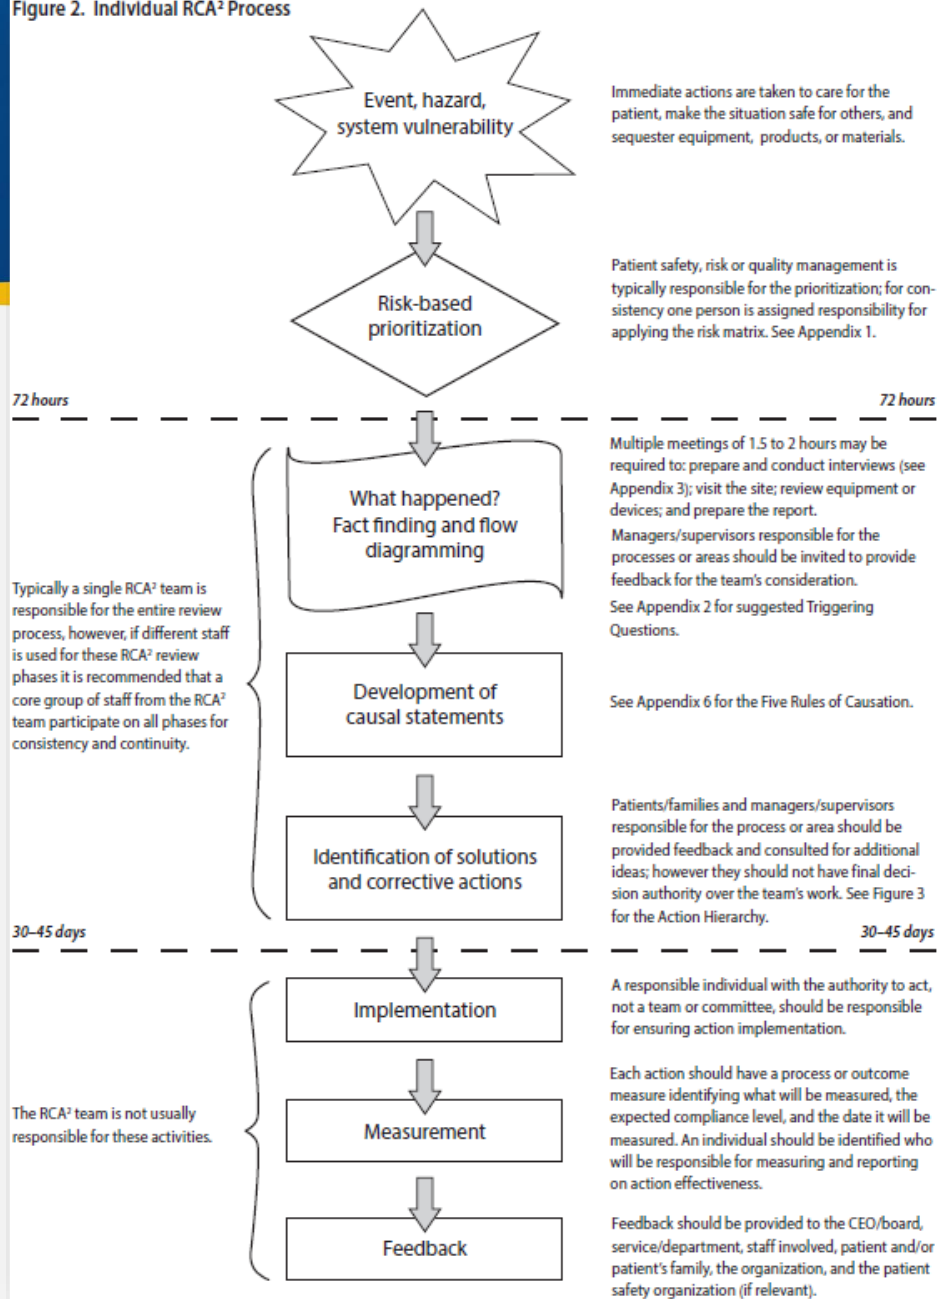 Figure 2. Individual RCA² Process
Event, hazard,
system vulnerability
Immediate actions are taken to care for the
patient, make the situation safe for others, and
sequester equipment, products, or materials.
Risk-based
prioritization
Patient safety, risk or quality management is
typically responsible for the prioritization; for con-
sistency one person is assigned responsibility for
applying the risk matrix. See Appendix 1.
72 hours
72 hours
What happened?
Fact finding and flow
diagramming
Multiple meetings of 1.5 to 2 hours may be
required to: prepare and conduct interviews (see
Appendix 3); visit the site; review equipment or
devices; and prepare the report.
Managers/supervisors responsible for the
processes or areas should be invited to provide
feedback for the team's consideration.
See Appendix 2 for suggested Triggering
Questions.
Typically a single RCA² team is
responsible for the entire review
process, however, if different staff
is used for these RCA² review
phases it is recommended that a
core group of staff from the RCA²
team participate on all phases for
consistency and continuity.
Development of
causal statements
See Appendix 6 for the Five Rules of Causation.
Identification of solutions
and corrective actions
Patients/families and managers/supervisors
responsible for the process or area should be
provided feedback and consulted for additional
ideas; however they should not have final deci-
sion authority over the team's work. See Figure 3
for the Action Hierarchy.
30–45 days
30–45 days
Implementation
A responsible individual with the authority to act,
not a team or committee, should be responsible
for ensuring action implementation.
The RCA² team is not usually
responsible for these activities.
Measurement
Each action should have a process or outcome
measure identifying what will be measured, the
expected compliance level, and the date it will be
measured. An individual should be identified who
will be responsible for measuring and reporting
on action effectiveness.
Feedback
Feedback should be provided to the CEO/board,
service/department, staff involved, patient and/or
patient's family, the organization, and the patient
safety organization (if relevant).